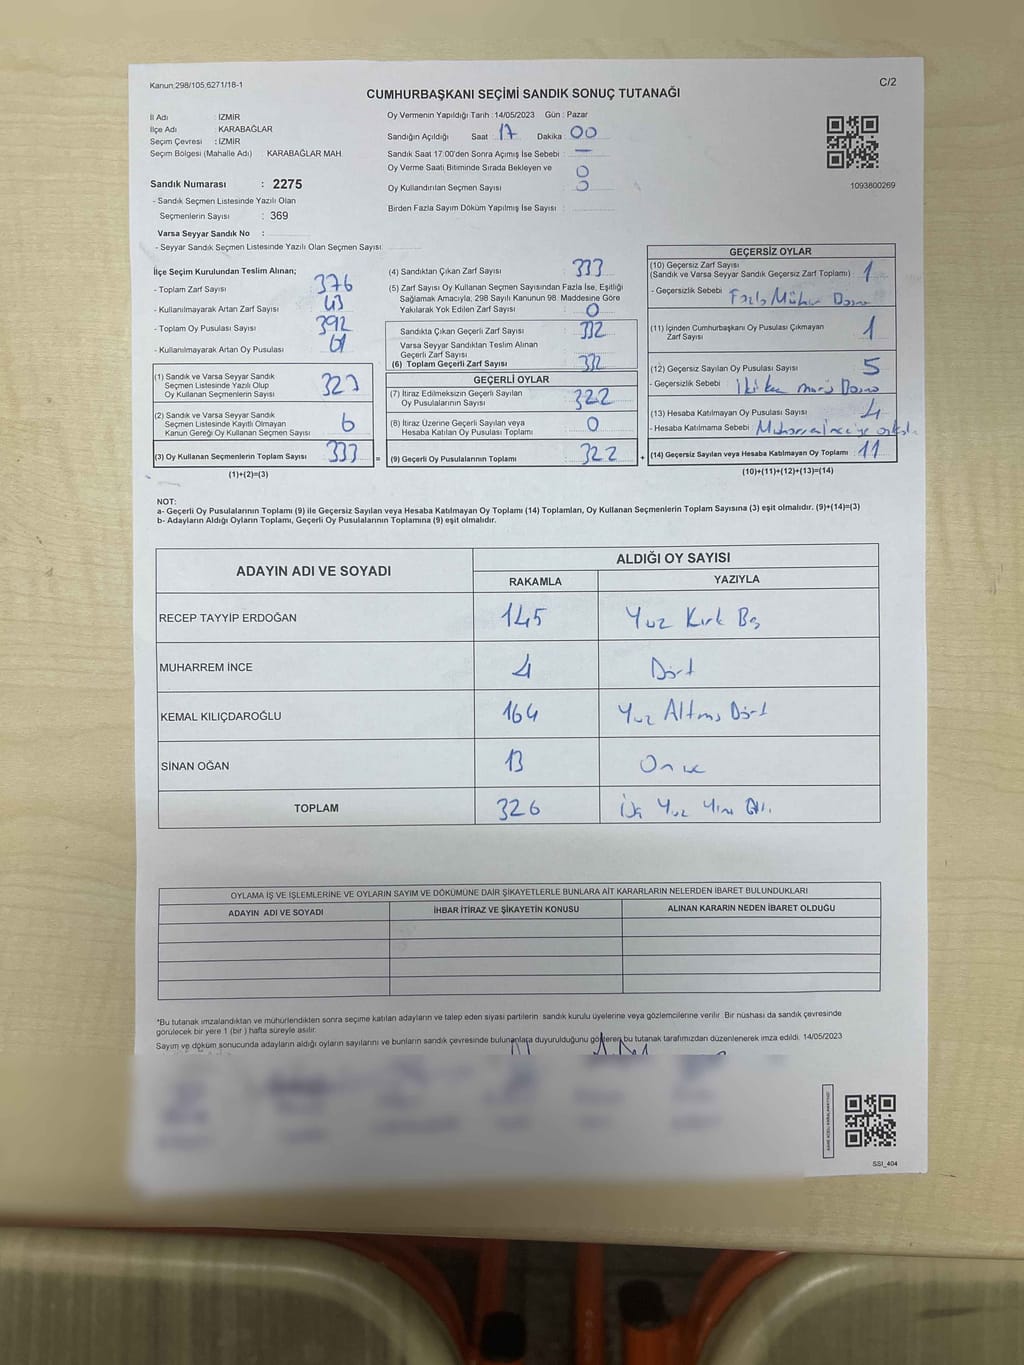 Kanun,298/105,6271/18-1
C/2
CUMHURBAŞKANI SEÇİMİ SANDIK SONUÇ TUTANAĞI
İl Adı : İZMİR
İlçe Adı : KARABAĞLAR
Seçim Çevresi : İZMİR
Seçim Bölgesi (Mahalle Adı) KARABAĞLAR MAH.
Sandık Numarası : 2275
- Sandık Seçmen Listesinde Yazılı Olan
Seçmenlerin Sayısı : 369
Varsa Seyyar Sandık No :
- Seyyar Sandık Seçmen Listesinde Yazılı Olan Seçmen Sayısı
Oy Vermenin Yapıldığı Tarih :14/05/2023 Gün : Pazar
Sandığın Açıldığı Saat : 17 Dakika : 00
Sandık Saat 17:00'den Sonra Açımış İse Sebebi : —
Oy Verme Saati Bitiminde Sırada Bekleyen ve 0
Oy Kullandırılan Seçmen Sayısı : 0
Birden Fazla Sayım Döküm Yapılmış İse Sayısı :
1093800269
İlçe Seçim Kurulundan Teslim Alınan;
- Toplam Zarf Sayısı : 376
- Kullanılmayarak Artan Zarf Sayısı : 43
- Toplam Oy Pusulası Sayısı : 392
- Kullanılmayarak Artan Oy Pusulası : 61
(1) Sandık ve Varsa Seyyar Sandık
Seçmen Listesinde Yazılı Olup
Oy Kullanan Seçmenlerin Sayısı : 327
(2) Sandık ve Varsa Seyyar Sandık
Seçmen Listesinde Kayıtlı Olmayan
Kanun Gereği Oy Kullanan Seçmen Sayısı : 6
(3) Oy Kullanan Seçmenlerin Toplam Sayısı : 333
(1)+(2)=(3)
(4) Sandıktan Çıkan Zarf Sayısı : 333
(5) Zarf Sayısı Oy Kullanan Seçmen Sayısından Fazla İse, Eşitliği
Sağlamak Amacıyla, 298 Sayılı Kanunun 98. Maddesine Göre
Yakılarak Yok Edilen Zarf Sayısı : 0
Sandıkta Çıkan Geçerli Zarf Sayısı : 332
Varsa Seyyar Sandıktan Teslim Alınan
Geçerli Zarf Sayısı
(6) Toplam Geçerli Zarf Sayısı : 332
GEÇERLİ OYLAR
(7) İtiraz Edilmeksizin Geçerli Sayılan
Oy Pusulalarının Sayısı : 322
(8) İtiraz Üzerine Geçerli Sayılan veya
Hesaba Katılan Oy Pusulası Toplamı : 0
(9) Geçerli Oy Pusulalarının Toplamı : 322
GEÇERSİZ OYLAR
(10) Geçersiz Zarf Sayısı
(Sandık ve Varsa Seyyar Sandık Geçersiz Zarf Toplamı) : 1
- Geçersizlik Sebebi : Fazla Mühür
(11) İçinden Cumhurbaşkanı Oy Pusulası Çıkmayan
Zarf Sayısı : 1
(12) Geçersiz Sayılan Oy Pusulası Sayısı : 5
- Geçersizlik Sebebi : İki kez
(13) Hesaba Katılmayan Oy Pusulası Sayısı : 4
- Hesaba Katılmama Sebebi : Muharrem ince'ye
(14) Geçersiz Sayılan veya Hesaba Katılmayan Oy Toplamı : 11
(10)+(11)+(12)+(13)=(14)
NOT:
a- Geçerli Oy Pusulalarının Toplamı (9) ile Geçersiz Sayılan veya Hesaba Katılmayan Oy Toplamı (14) Toplamları, Oy Kullanan Seçmenlerin Toplam Sayısına (3) eşit olmalıdır. (9)+(14)=(3)
b- Adayların Aldığı Oyların Toplamı, Geçerli Oy Pusulalarının Toplamına (9) eşit olmalıdır.
ADAYIN ADI VE SOYADI ALDIĞI OY SAYISI
RAKAMLA YAZIYLA
RECEP TAYYİP ERDOĞAN 145 Yüz Kırk Beş
MUHARREM İNCE 4 Dört
KEMAL KILIÇDAROĞLU 164 Yüz Altmış Dört
SİNAN OĞAN 13 On üç
TOPLAM 326 Üç Yüz Yirmi Altı
OYLAMA İŞ VE İŞLEMLERİNE VE OYLARIN SAYIM VE DÖKÜMÜNE DAİR ŞİKAYETLERLE BUNLARA AİT KARARLARIN NELERDEN İBARET BULUNDUKLARI
ADAYIN ADI VE SOYADI İHBAR İTİRAZ VE ŞİKAYETİN KONUSU ALINAN KARARIN NEDEN İBARET OLDUĞU
*Bu tutanak imzalandıktan ve mühürlendikten sonra seçime katılan adayların ve talep eden siyasi partilerin sandık kurulu üyelerine veya gözlemcilerine verilir. Bir nüshası da sandık çevresinde
görülecek bir yere 1 (bir ) hafta süreyle asılır.
Sayım ve döküm sonucunda adayların aldığı oyların sayılarını ve bunların sandık çevresinde bulunanlara duyurulduğunu gösteren bu tutanak tarafımızdan düzenlenerek imza edildi. 14/05/2023
SSI_404